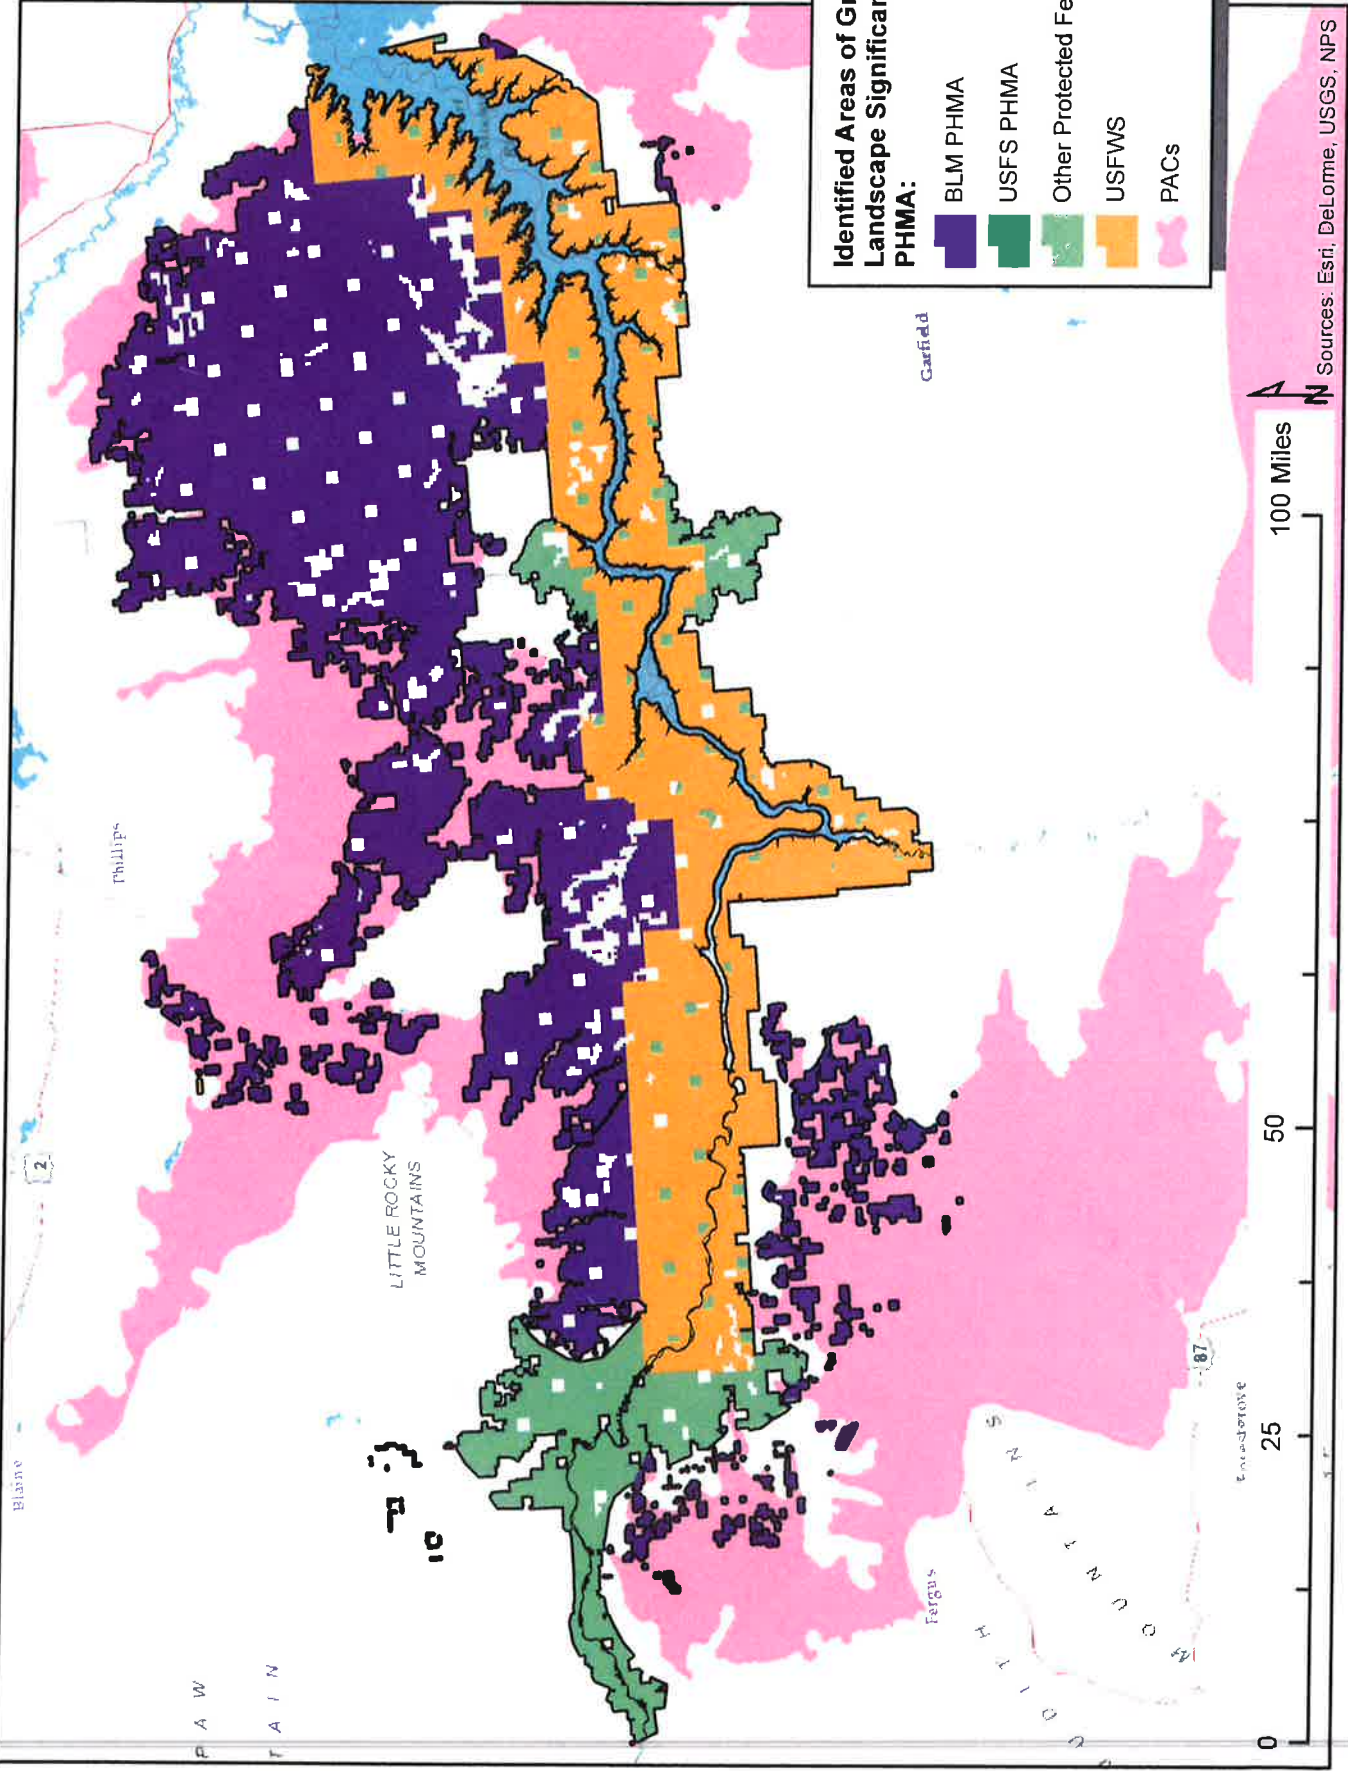 Blaine
Phillips
2
P A W
T A I N
LITTLE ROCKY
MOUNTAINS
Garfield
Fergus
87
M O U N T A I N S
Identified Areas of Gr
Landscape Significan
PHMA:
BLM PHMA
USFS PHMA
Other Protected Fe
USFWS
PACs
0
25
50
100 Miles
N
Sources: Esri, DeLorme, USGS, NPS